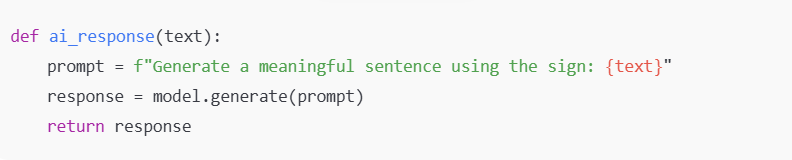 def ai_response(text):
    prompt = f"Generate a meaningful sentence using the sign: {text}"
    response = model.generate(prompt)
    return response